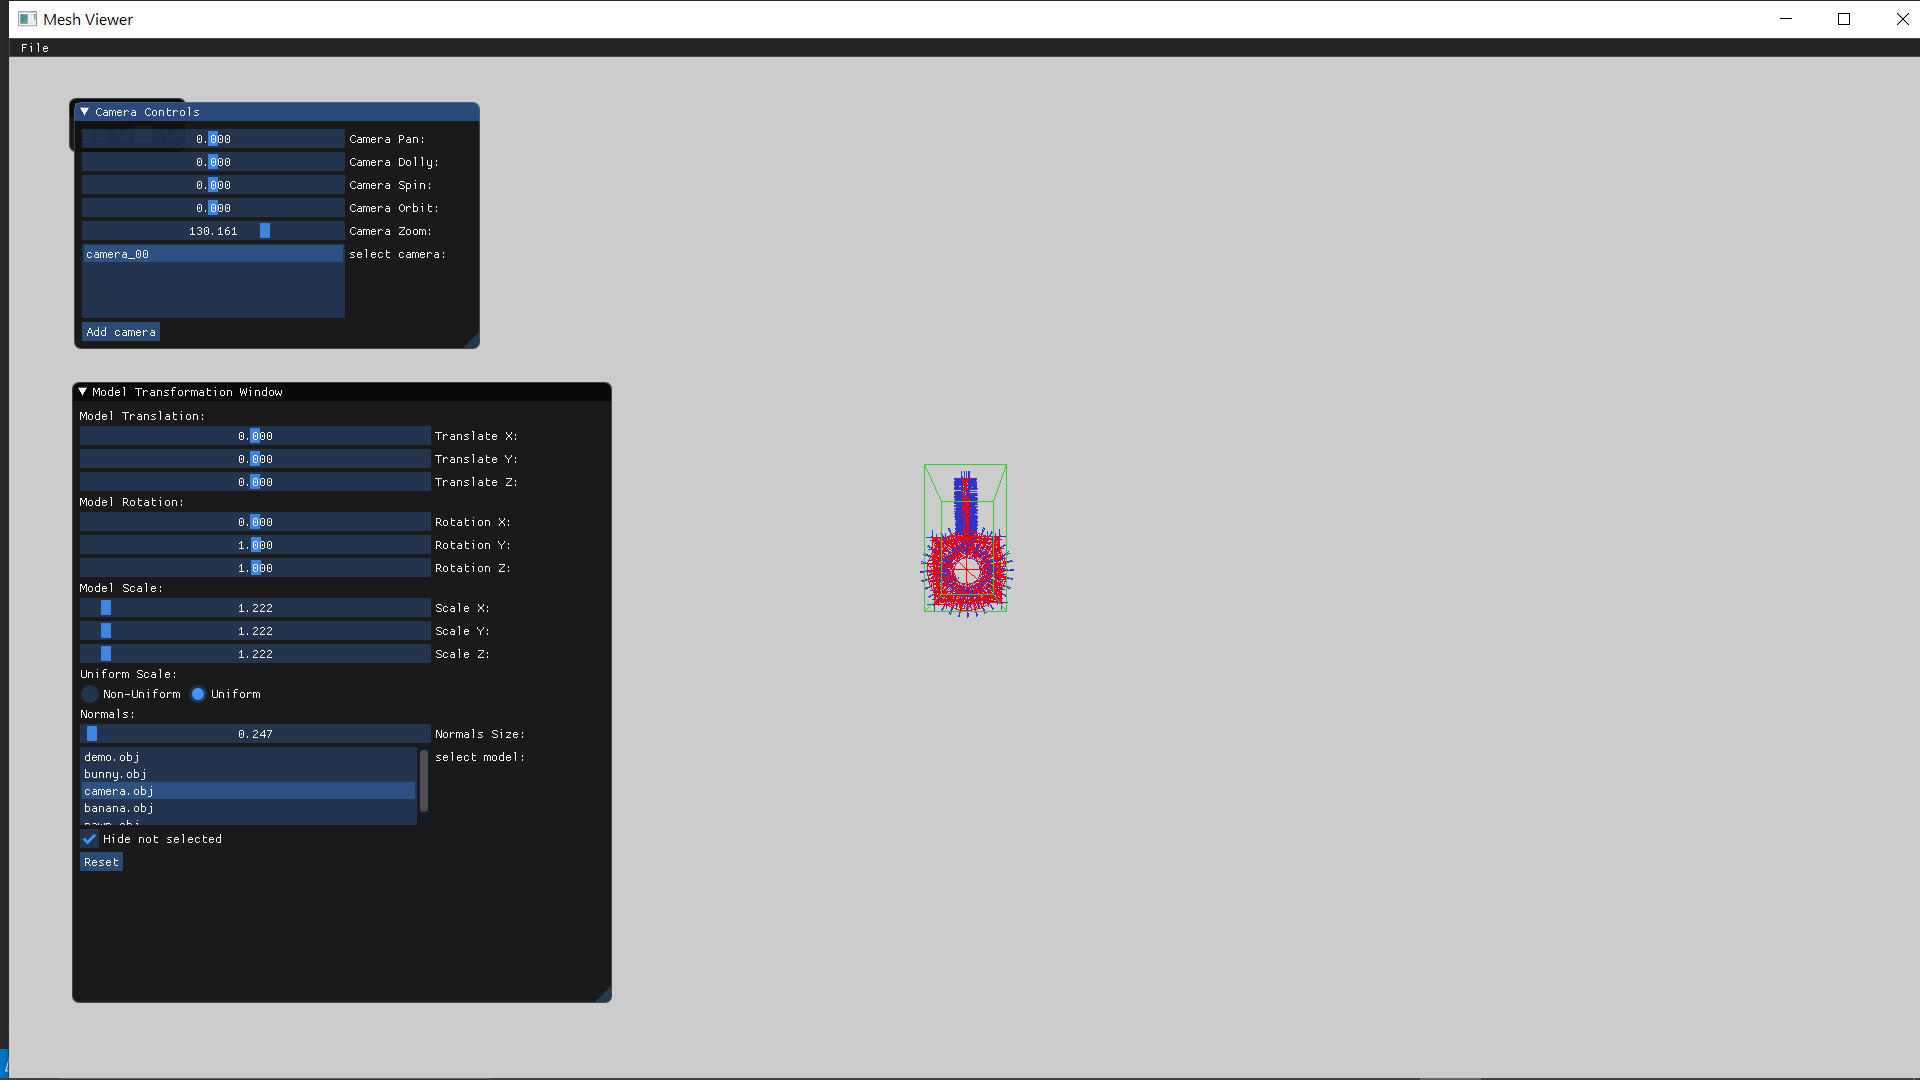 Mesh Viewer
File
Camera Controls
0.000 Camera Pan:
0.000 Camera Dolly:
0.000 Camera Spin:
0.000 Camera Orbit:
130.161 Camera Zoom:
camera_00 select camera:
Add camera
Model Transformation Window
Model Translation:
0.000 Translate X:
0.000 Translate Y:
0.000 Translate Z:
Model Rotation:
0.000 Rotation X:
1.000 Rotation Y:
1.000 Rotation Z:
Model Scale:
1.222 Scale X:
1.222 Scale Y:
1.222 Scale Z:
Uniform Scale:
Non-Uniform Uniform
Normals:
0.247 Normals Size:
demo.obj select model:
bunny.obj
camera.obj
banana.obj
Hide not selected
Reset